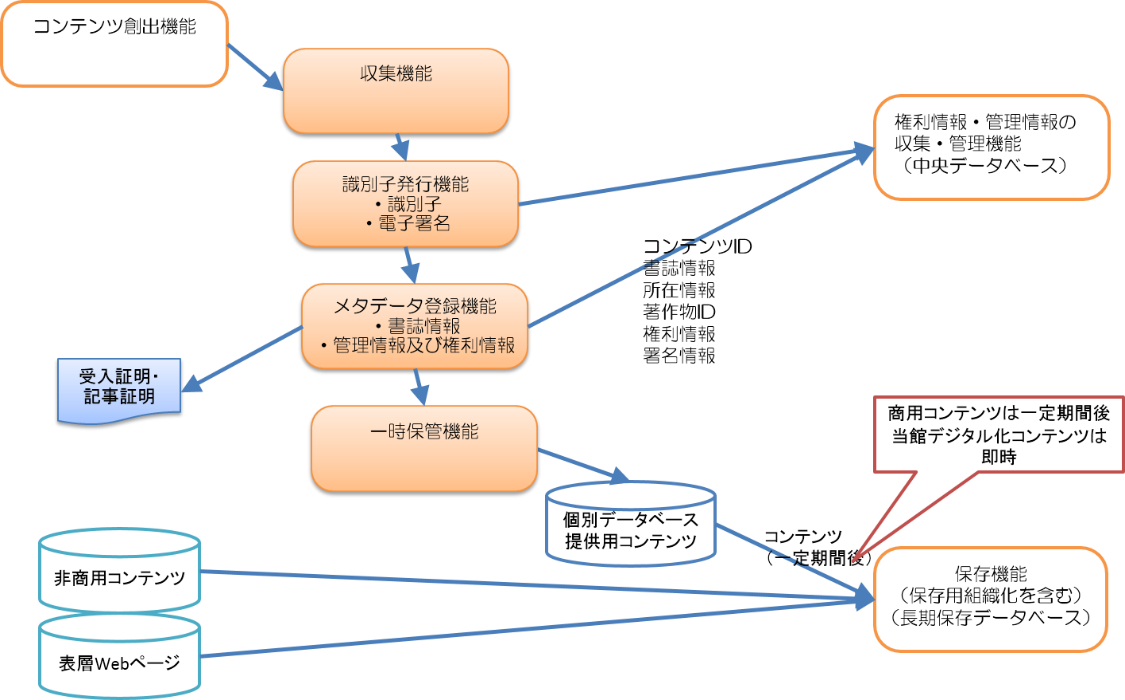 コンテンツ創出機能
収集機能
権利情報・管理情報の
収集・管理機能
（中央データベース）
識別子発行機能
・識別子
・電子署名
コンテンツID
書誌情報
所在情報
著作物ID
権利情報
署名情報
メタデータ登録機能
・書誌情報
・管理情報及び権利情報
受入証明・
記事証明
一時保管機能
商用コンテンツは一定期間後
当館デジタル化コンテンツは
即時
個別データベース
提供用コンテンツ
コンテンツ
（一定期間後）
非商用コンテンツ
保存機能
（保存用組織化を含む）
（長期保存データベース）
表層Webページ